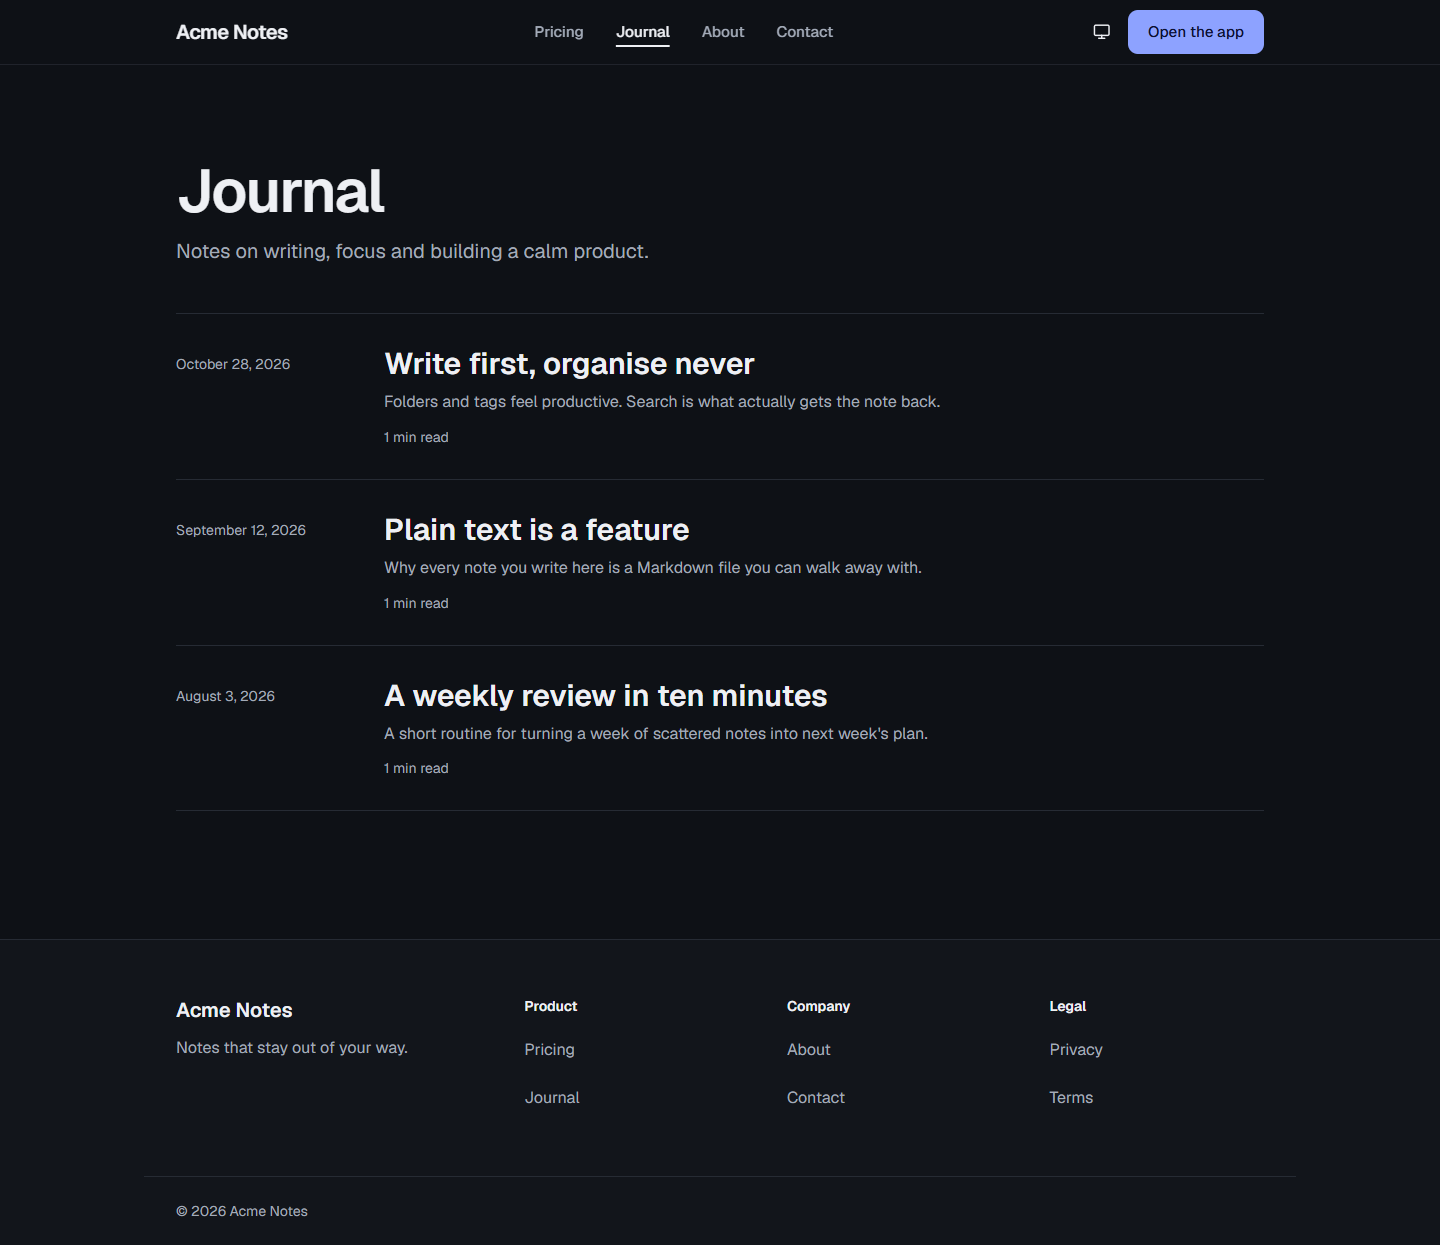 Acme Notes
Pricing
Journal
About
Contact
Open the app
Journal
Notes on writing, focus and building a calm product.
October 28, 2026
Write first, organise never
Folders and tags feel productive. Search is what actually gets the note back.
1 min read
September 12, 2026
Plain text is a feature
Why every note you write here is a Markdown file you can walk away with.
1 min read
August 3, 2026
A weekly review in ten minutes
A short routine for turning a week of scattered notes into next week's plan.
1 min read
Acme Notes
Notes that stay out of your way.
Product
Pricing
Journal
Company
About
Contact
Legal
Privacy
Terms
© 2026 Acme Notes